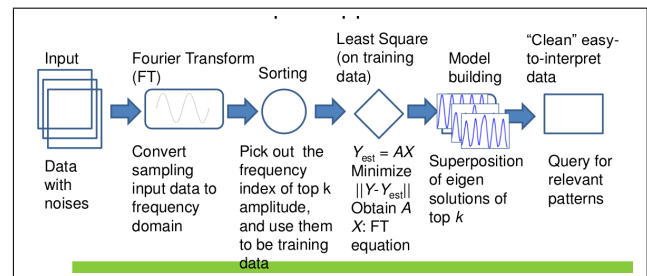 Input
Fourier Transform
(FT)
Sorting
Least Square
(on training
data)
Model
building
“Clean” easy-
to-interpret
data
Data
with
noises
Convert
sampling
input data to
frequency
domain
Pick out the
frequency
index of top k
amplitude,
and use them
to be training
data
Yest = AX
Minimize
||Y-Yest||
Obtain A
X: FT
equation
Superposition
of eigen
solutions of
top k
Query for
relevant
patterns